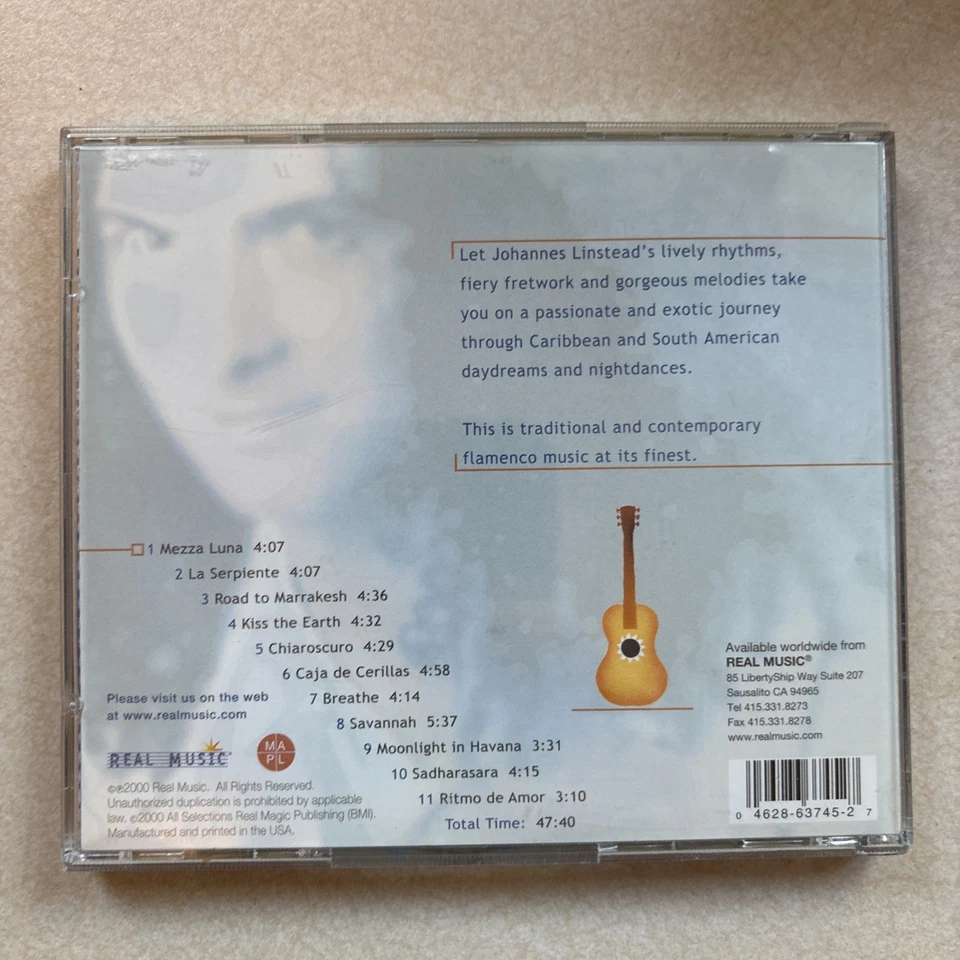 Let Johannes Linstead's lively rhythms,
fiery fretwork and gorgeous melodies take
you on a passionate and exotic journey
through Caribbean and South American
daydreams and nightdances.
This is traditional and contemporary
flamenco music at its finest.
1 Mezza Luna 4:07
2 La Serpiente 4:07
3 Road to Marrakesh 4:36
4 Kiss the Earth 4:32
5 Chiaroscuro 4:29
6 Caja de Cerillas 4:58
7 Breathe 4:14
8 Savannah 5:37
9 Moonlight in Havana 3:31
10 Sadharasara 4:15
11 Ritmo de Amor 3:10
Total Time: 47:40
Please visit us on the web
at www.realmusic.com
REAL MUSIC
MA
PL
©℗2000 Real Music. All Rights Reserved.
Unauthorized duplication is prohibited by applicable
law. ©2000 All Selections Real Magic Publishing (BMI).
Manufactured and printed in the USA.
Available worldwide from
REAL MUSIC®
85 LibertyShip Way Suite 207
Sausalito CA 94965
Tel 415.331.8273
Fax 415.331.8278
www.realmusic.com
0 4628-63745-2 7